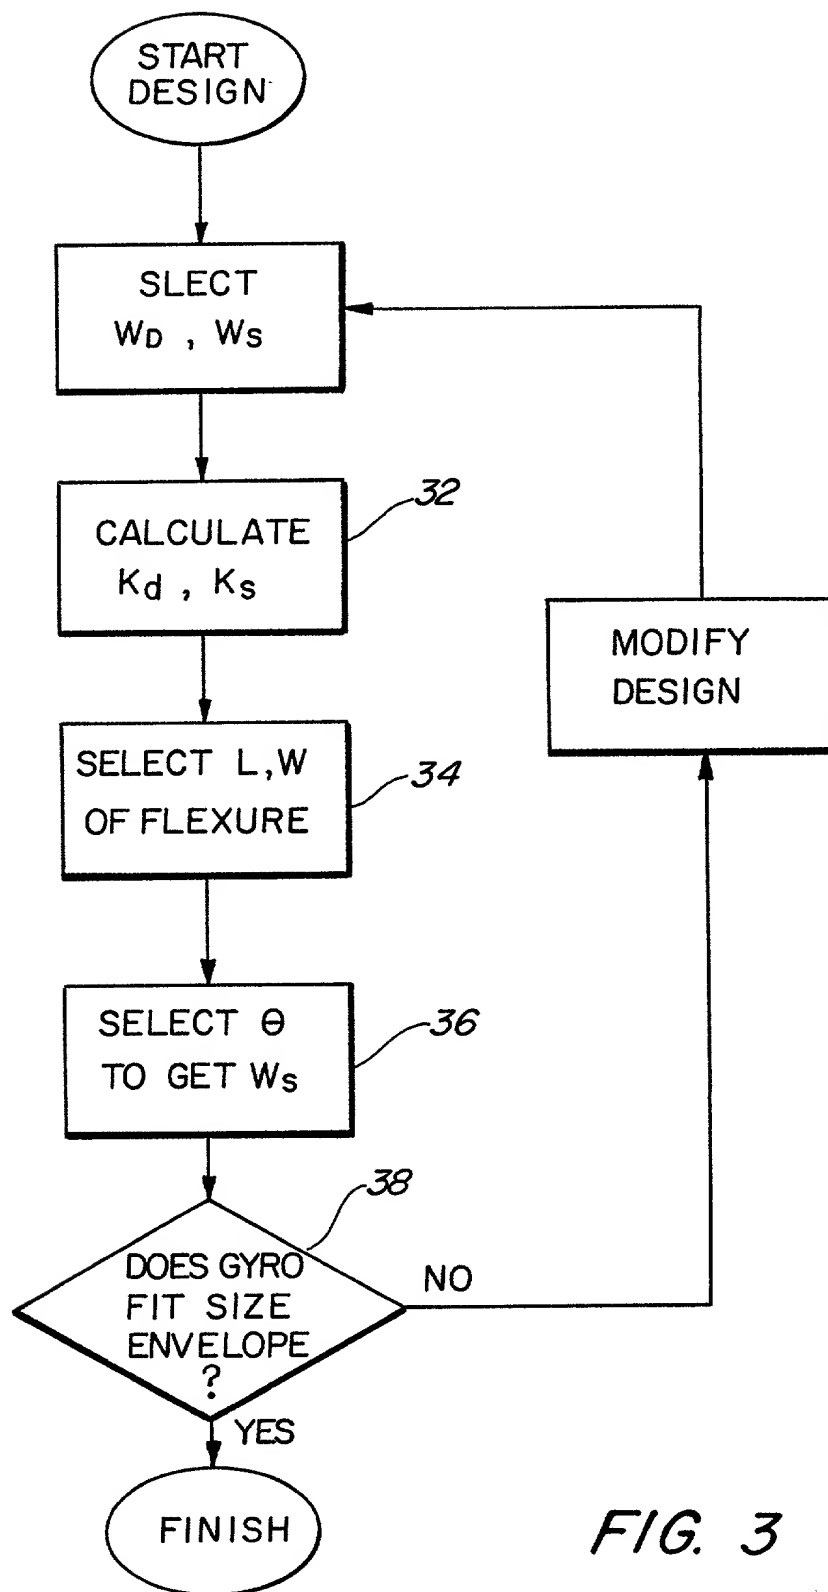 START
DESIGN
SLECT
WD , WS
CALCULATE
Kd , Ks
32
SELECT L,W
OF FLEXURE
34
SELECT Θ
TO GET Ws
36
DOES GYRO
FIT SIZE
ENVELOPE
?
38
NO
MODIFY
DESIGN
YES
FINISH
FIG. 3